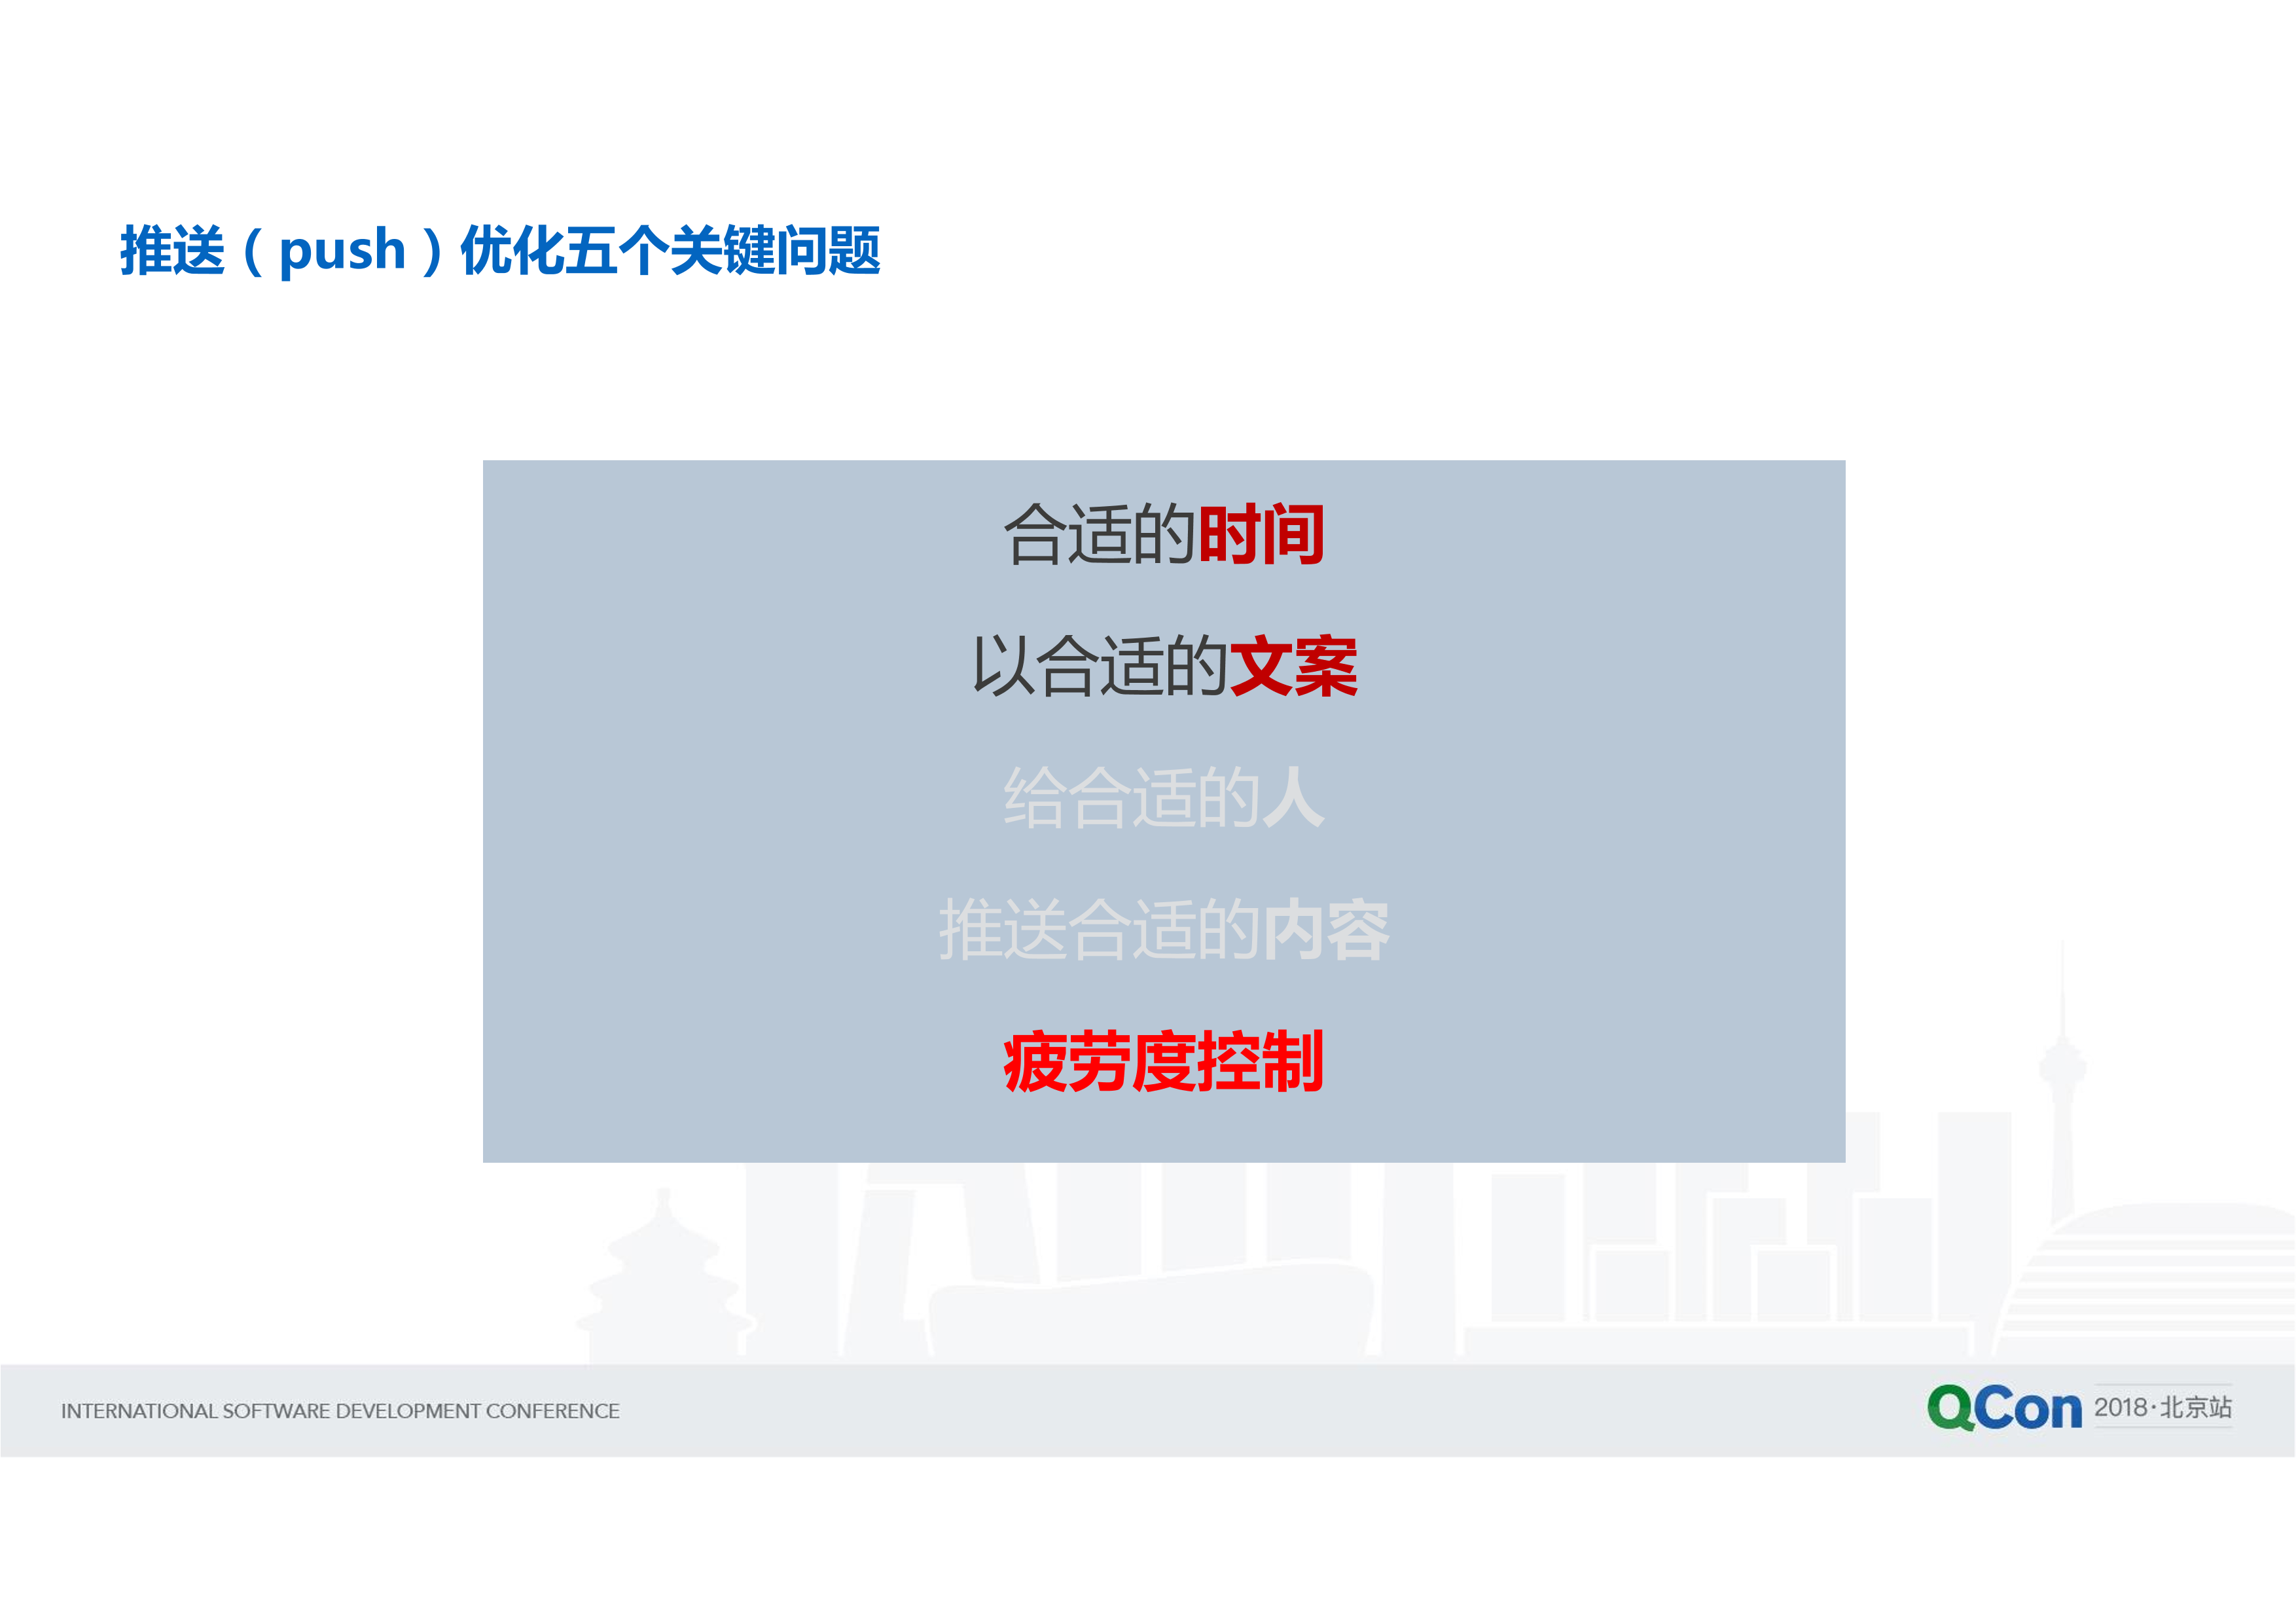 推送（push）优化五个关键问题
合适的时间
以合适的文案
给合适的人
推送合适的内容
疲劳度控制
INTERNATIONAL SOFTWARE DEVELOPMENT CONFERENCE
QCon 2018·北京站